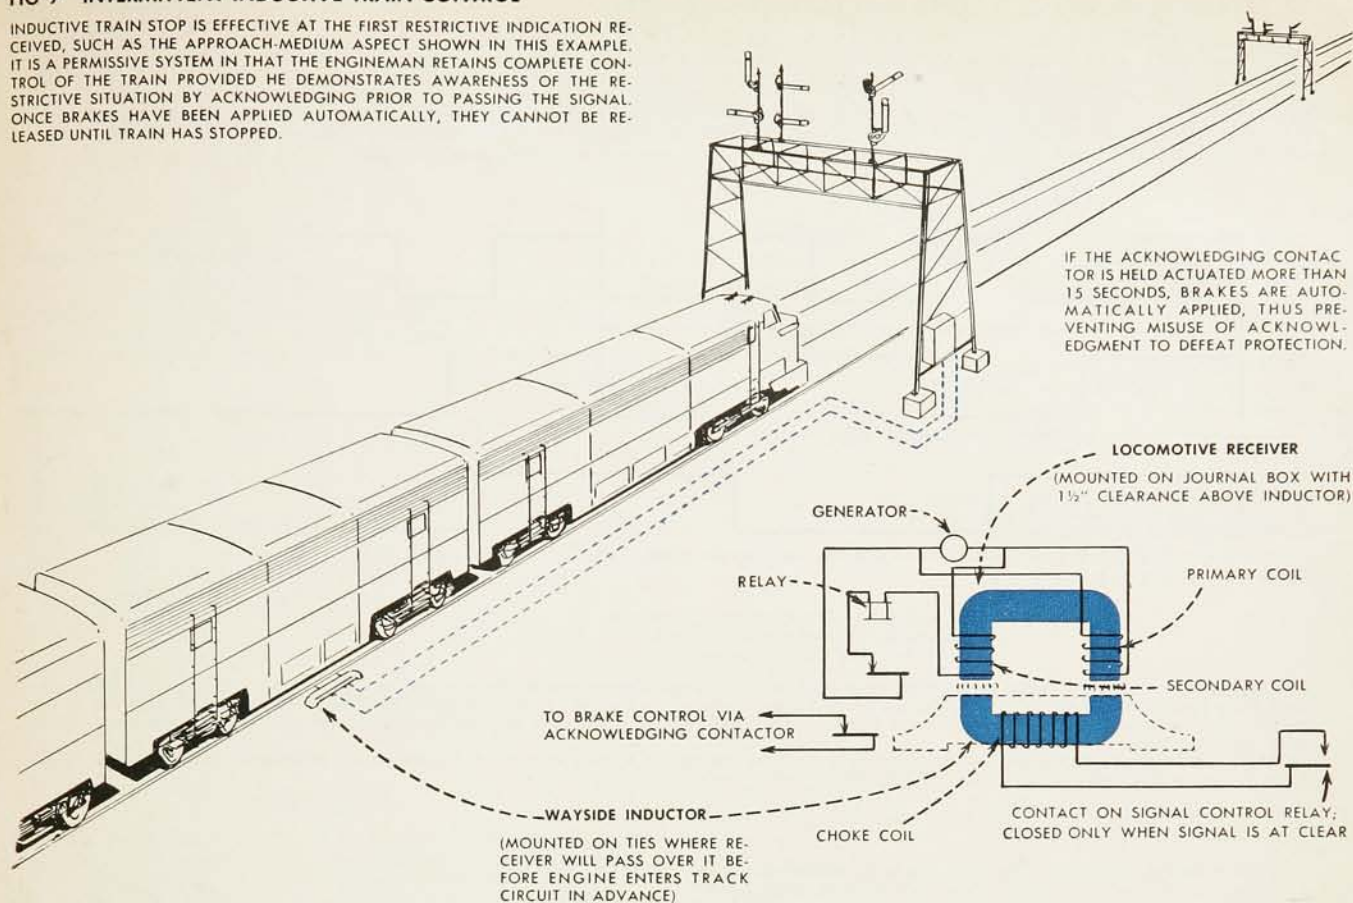 INTERMITTENT INDUCTIVE TRAIN CONTROL
INDUCTIVE TRAIN STOP IS EFFECTIVE AT THE FIRST RESTRICTIVE INDICATION RE-
CEIVED, SUCH AS THE APPROACH-MEDIUM ASPECT SHOWN IN THIS EXAMPLE.
IT IS A PERMISSIVE SYSTEM IN THAT THE ENGINEMAN RETAINS COMPLETE CON-
TROL OF THE TRAIN PROVIDED HE DEMONSTRATES AWARENESS OF THE RE-
STRICTIVE SITUATION BY ACKNOWLEDGING PRIOR TO PASSING THE SIGNAL.
ONCE BRAKES HAVE BEEN APPLIED AUTOMATICALLY, THEY CANNOT BE RE-
LEASED UNTIL TRAIN HAS STOPPED.
IF THE ACKNOWLEDGING CONTAC
TOR IS HELD ACTUATED MORE THAN
15 SECONDS, BRAKES ARE AUTO-
MATICALLY APPLIED, THUS PRE-
VENTING MISUSE OF ACKNOWL-
EDGMENT TO DEFEAT PROTECTION.
LOCOMOTIVE RECEIVER
(MOUNTED ON JOURNAL BOX WITH
1½" CLEARANCE ABOVE INDUCTOR)
GENERATOR
RELAY
PRIMARY COIL
SECONDARY COIL
TO BRAKE CONTROL VIA
ACKNOWLEDGING CONTACTOR
WAYSIDE INDUCTOR
(MOUNTED ON TIES WHERE RE-
CEIVER WILL PASS OVER IT BE-
FORE ENGINE ENTERS TRACK
CIRCUIT IN ADVANCE)
CHOKE COIL
CONTACT ON SIGNAL CONTROL RELAY;
CLOSED ONLY WHEN SIGNAL IS AT CLEAR